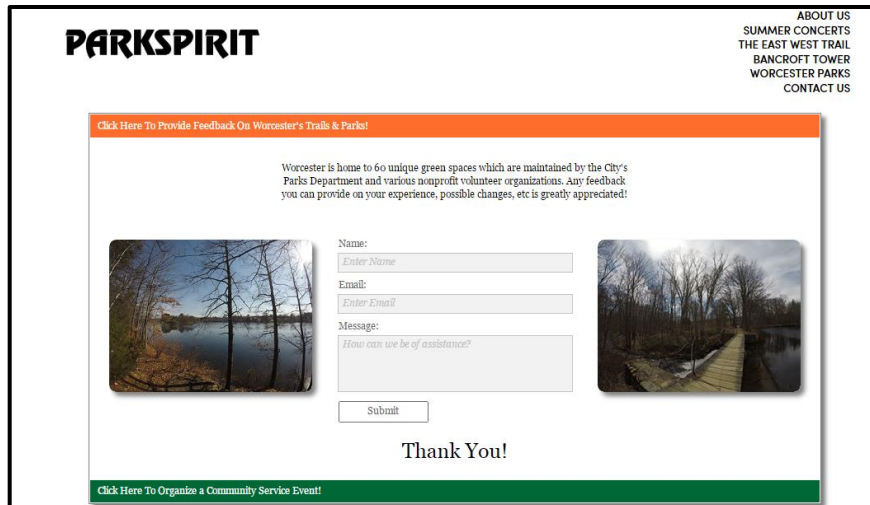 PARKSPIRIT
ABOUT US
SUMMER CONCERTS
THE EAST WEST TRAIL
BANCROFT TOWER
WORCESTER PARKS
CONTACT US
Click Here To Provide Feedback On Worcester's Trails & Parks!
Worcester is home to 60 unique green spaces which are maintained by the City's
Parks Department and various nonprofit volunteer organizations. Any feedback
you can provide on your experience, possible changes, etc is greatly appreciated!
Name:
Enter Name
Email:
Enter Email
Message:
How can we be of assistance?
Submit
Thank You!
Click Here To Organize a Community Service Event!